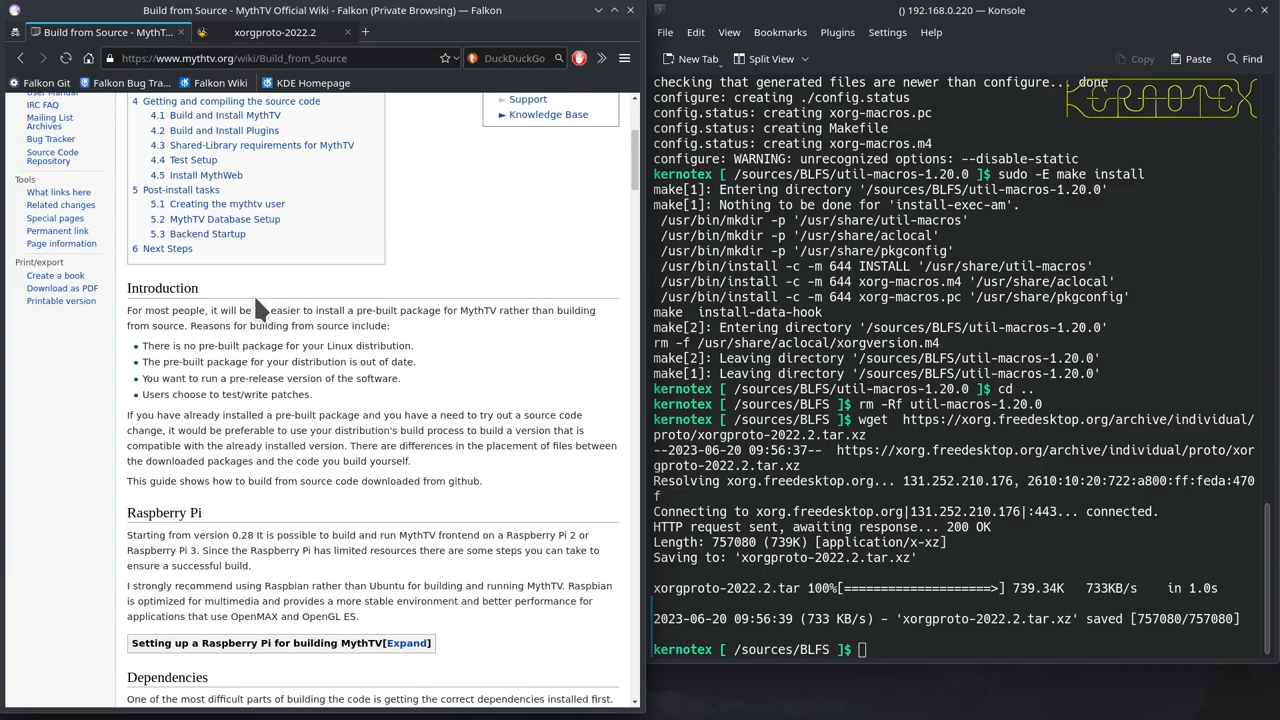 Build from Source - MythTV Official Wiki - Falkon (Private Browsing) — Falkon
Build from Source - MythT…
xorgproto-2022.2
https://www.mythtv.org/wiki/Build_from_Source
DuckDuckGo
Falkon Git
Falkon Bug Tra...
Falkon Wiki
KDE Homepage
User Manual
IRC FAQ
Mailing List
Archives
Bug Tracker
Source Code
Repository
Tools
What links here
Related changes
Special pages
Permanent link
Page information
Print/export
Create a book
Download as PDF
Printable version
4 Getting and compiling the source code
4.1 Build and Install MythTV
4.2 Build and Install Plugins
4.3 Shared-Library requirements for MythTV
4.4 Test Setup
4.5 Install MythWeb
5 Post-install tasks
5.1 Creating the mythtv user
5.2 MythTV Database Setup
5.3 Backend Startup
6 Next Steps
► Support
► Knowledge Base
Introduction
For most people, it will be easier to install a pre-built package for MythTV rather than building
from source. Reasons for building from source include:
There is no pre-built package for your Linux distribution.
The pre-built package for your distribution is out of date.
You want to run a pre-release version of the software.
Users choose to test/write patches.
If you have already installed a pre-built package and you have a need to try out a source code
change, it would be preferable to use your distribution's build process to build a version that is
compatible with the already installed version. There are differences in the placement of files between
the downloaded packages and the code you build yourself.
This guide shows how to build from source code downloaded from github.
Raspberry Pi
Starting from version 0.28 It is possible to build and run MythTV frontend on a Raspberry Pi 2 or
Raspberry Pi 3. Since the Raspberry Pi has limited resources there are some steps you can take to
ensure a successful build.
I strongly recommend using Raspbian rather than Ubuntu for building and running MythTV. Raspbian
is optimized for multimedia and provides a more stable environment and better performance for
applications that use OpenMAX and OpenGL ES.
Setting up a Raspberry Pi for building MythTV[Expand]
Dependencies
One of the most difficult parts of building the code is getting the correct dependencies installed first.
() 192.168.0.220 — Konsole
File Edit View Bookmarks Plugins Settings Help
New Tab Split View Copy Paste Find
KERNOTEX
checking that generated files are newer than configure... done
configure: creating ./config.status
config.status: creating xorg-macros.pc
config.status: creating Makefile
config.status: creating xorg-macros.m4
configure: WARNING: unrecognized options: --disable-static
kernotex [ /sources/BLFS/util-macros-1.20.0 ]$ sudo -E make install
make[1]: Entering directory '/sources/BLFS/util-macros-1.20.0'
make[1]: Nothing to be done for 'install-exec-am'.
/usr/bin/mkdir -p '/usr/share/util-macros'
/usr/bin/mkdir -p '/usr/share/aclocal'
/usr/bin/mkdir -p '/usr/share/pkgconfig'
/usr/bin/install -c -m 644 INSTALL '/usr/share/util-macros'
/usr/bin/install -c -m 644 xorg-macros.m4 '/usr/share/aclocal'
/usr/bin/install -c -m 644 xorg-macros.pc '/usr/share/pkgconfig'
make install-data-hook
make[2]: Entering directory '/sources/BLFS/util-macros-1.20.0'
rm -f /usr/share/aclocal/xorgversion.m4
make[2]: Leaving directory '/sources/BLFS/util-macros-1.20.0'
make[1]: Leaving directory '/sources/BLFS/util-macros-1.20.0'
kernotex [ /sources/BLFS/util-macros-1.20.0 ]$ cd ..
kernotex [ /sources/BLFS ]$ rm -Rf util-macros-1.20.0
kernotex [ /sources/BLFS ]$ wget https://xorg.freedesktop.org/archive/individual/
proto/xorgproto-2022.2.tar.xz
--2023-06-20 09:56:37-- https://xorg.freedesktop.org/archive/individual/proto/xor
gproto-2022.2.tar.xz
Resolving xorg.freedesktop.org... 131.252.210.176, 2610:10:20:722:a800:ff:feda:470
f
Connecting to xorg.freedesktop.org|131.252.210.176|:443... connected.
HTTP request sent, awaiting response... 200 OK
Length: 757080 (739K) [application/x-xz]
Saving to: 'xorgproto-2022.2.tar.xz'
xorgproto-2022.2.tar 100%[====================>] 739.34K 733KB/s in 1.0s
2023-06-20 09:56:39 (733 KB/s) - 'xorgproto-2022.2.tar.xz' saved [757080/757080]
kernotex [ /sources/BLFS ]$